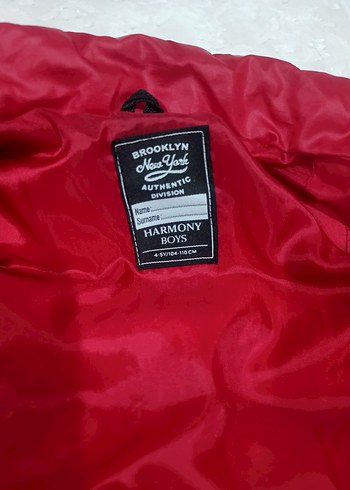 BROOKLYN
New York
AUTHENTIC
DIVISION
Name
Surname
HARMONY
BOYS
4-5Y/104-110CM